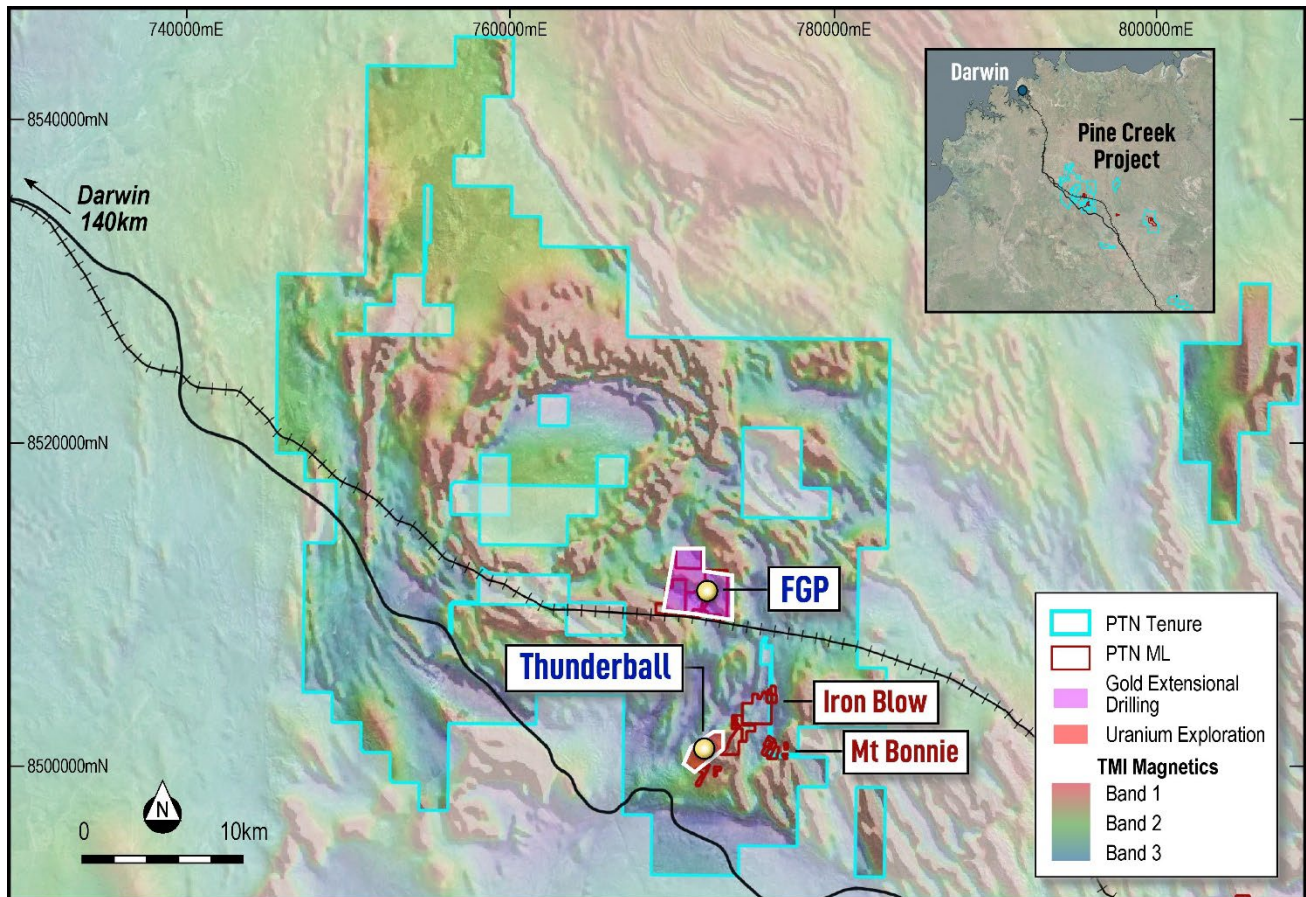 740000mE
760000mE
780000mE
800000mE
8540000mN
8520000mN
8500000mN
Darwin
140km
Darwin
Pine Creek
Project
FGP
Thunderball
Iron Blow
Mt Bonnie
N
0
10km
PTN Tenure
PTN ML
Gold Extensional
Drilling
Uranium Exploration
TMI Magnetics
Band 1
Band 2
Band 3